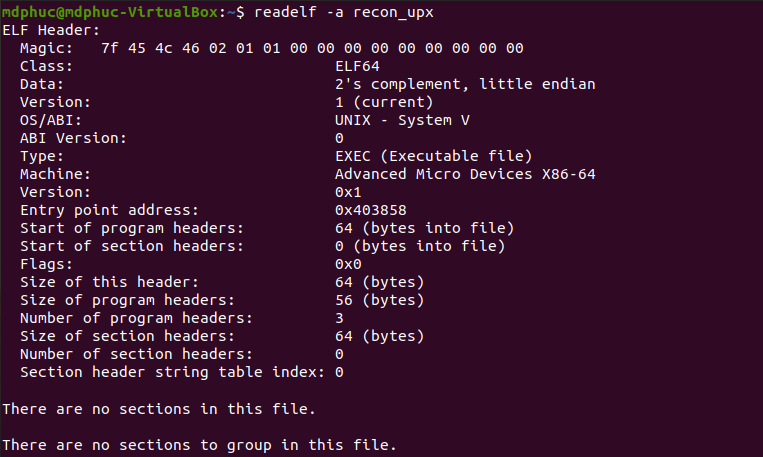 mdphuc@mdphuc-VirtualBox:~$ readelf -a recon_upx
ELF Header:
  Magic:   7f 45 4c 46 02 01 01 00 00 00 00 00 00 00 00 00
  Class:                             ELF64
  Data:                              2's complement, little endian
  Version:                           1 (current)
  OS/ABI:                            UNIX - System V
  ABI Version:                       0
  Type:                              EXEC (Executable file)
  Machine:                           Advanced Micro Devices X86-64
  Version:                           0x1
  Entry point address:               0x403858
  Start of program headers:          64 (bytes into file)
  Start of section headers:          0 (bytes into file)
  Flags:                             0x0
  Size of this header:               64 (bytes)
  Size of program headers:           56 (bytes)
  Number of program headers:         3
  Size of section headers:           64 (bytes)
  Number of section headers:         0
  Section header string table index: 0

There are no sections in this file.

There are no sections to group in this file.